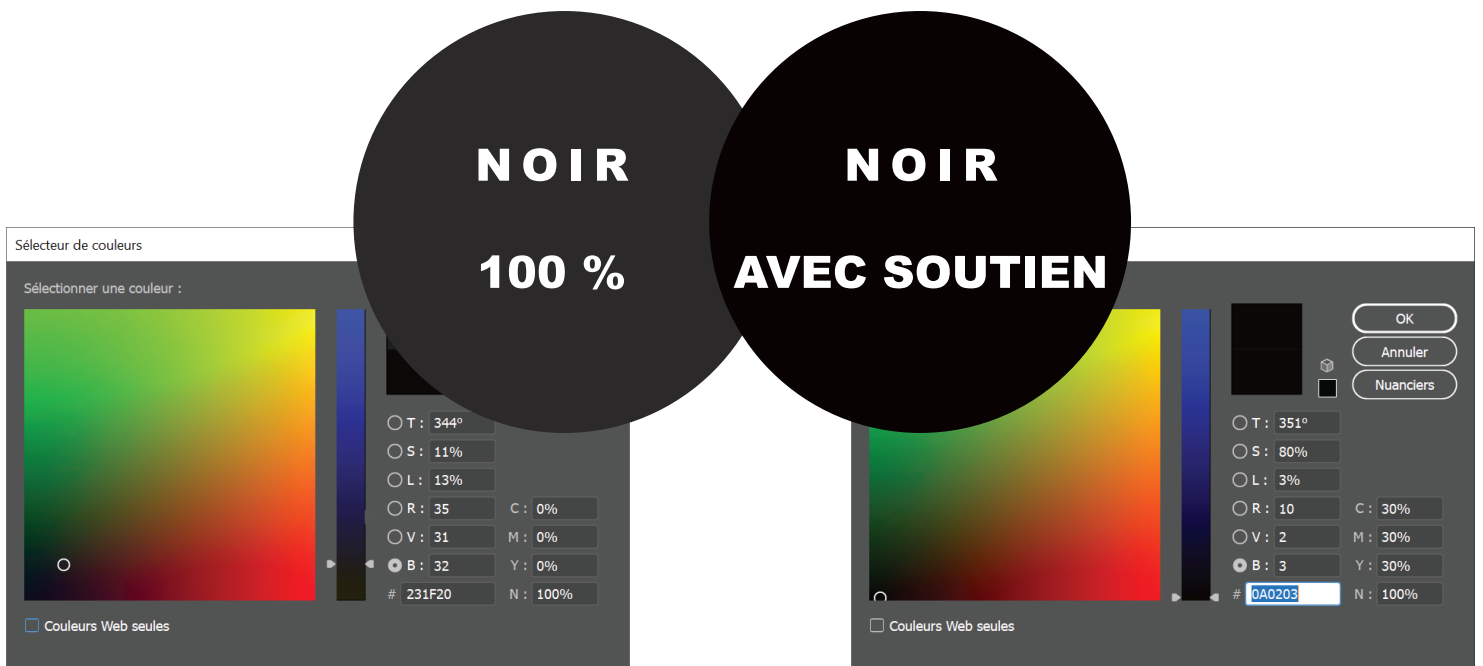 NOIR
100 %
NOIR
AVEC SOUTIEN
Sélecteur de couleurs
Sélectionner une couleur :
T : 344°
S : 11%
L : 13%
R : 35 C : 0%
V : 31 M : 0%
B : 32 Y : 0%
# 231F20 N : 100%
Couleurs Web seules
OK
Annuler
Nuanciers
T : 351°
S : 80%
L : 3%
R : 10 C : 30%
V : 2 M : 30%
B : 3 Y : 30%
# 0A0203 N : 100%
Couleurs Web seules